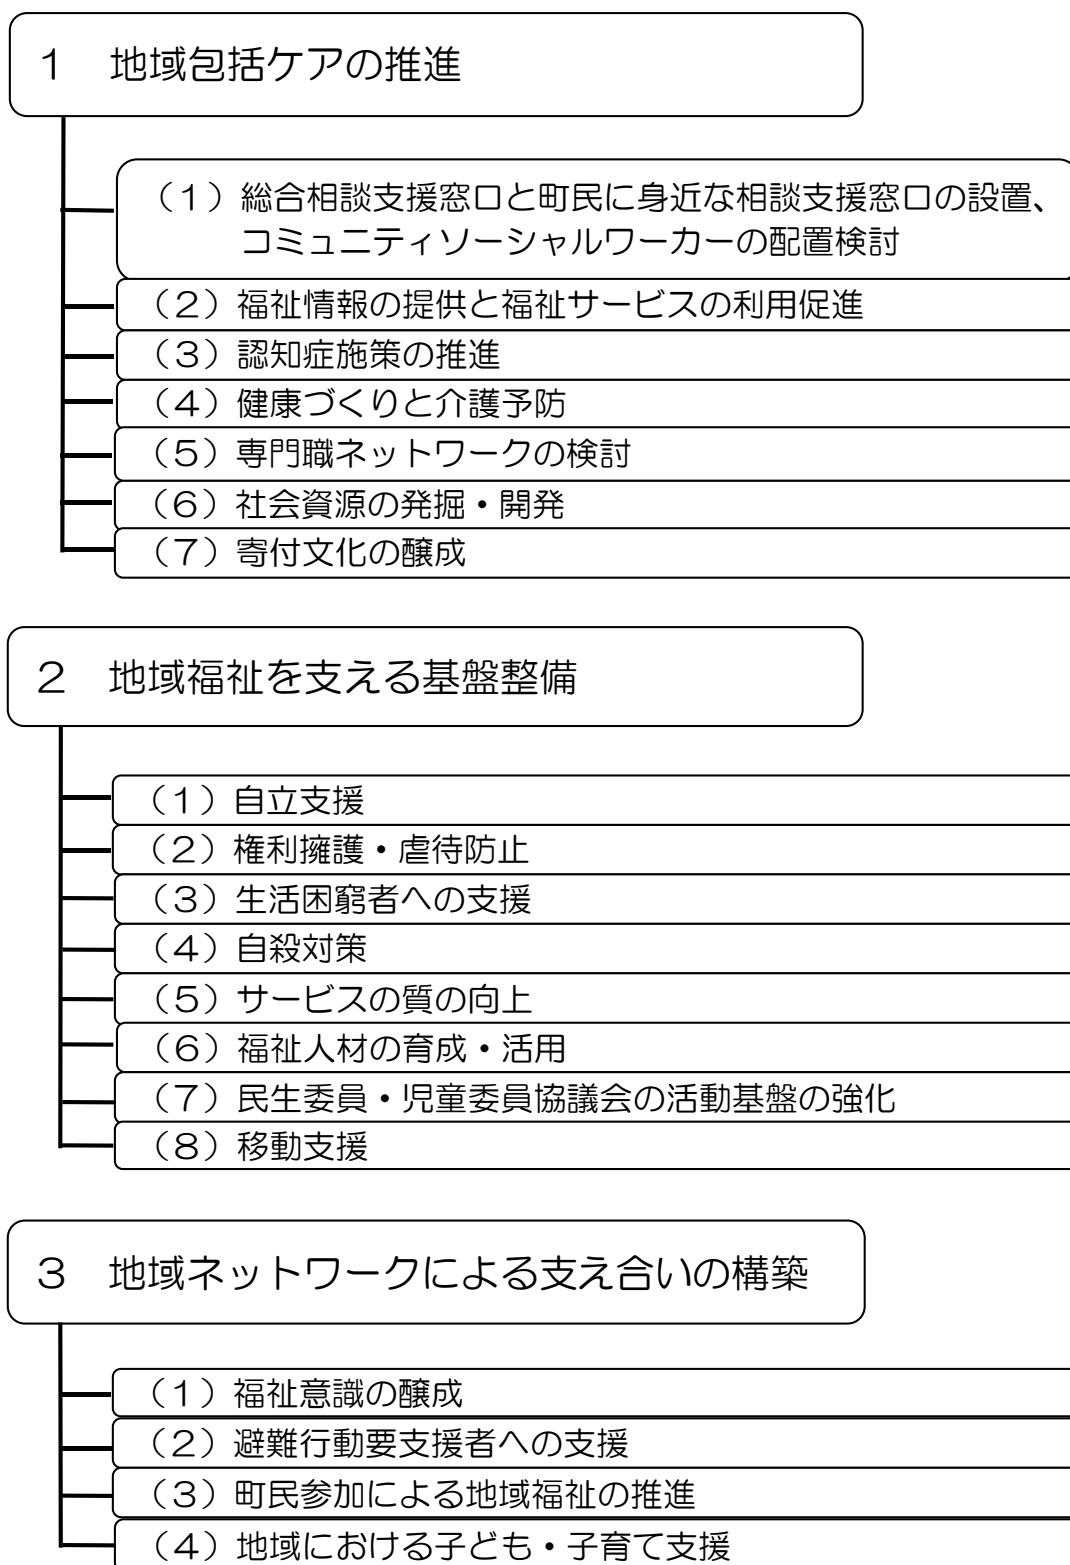 １　地域包括ケアの推進
（１）総合相談支援窓口と町民に身近な相談支援窓口の設置、
コミュニティソーシャルワーカーの配置検討
（２）福祉情報の提供と福祉サービスの利用促進
（３）認知症施策の推進
（４）健康づくりと介護予防
（５）専門職ネットワークの検討
（６）社会資源の発掘・開発
（７）寄付文化の醸成
２　地域福祉を支える基盤整備
（１）自立支援
（２）権利擁護・虐待防止
（３）生活困窮者への支援
（４）自殺対策
（５）サービスの質の向上
（６）福祉人材の育成・活用
（７）民生委員・児童委員協議会の活動基盤の強化
（８）移動支援
３　地域ネットワークによる支え合いの構築
（１）福祉意識の醸成
（２）避難行動要支援者への支援
（３）町民参加による地域福祉の推進
（４）地域における子ども・子育て支援